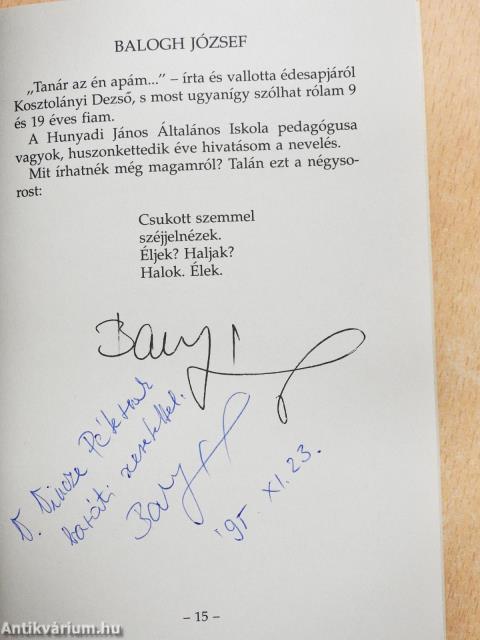 BALOGH JÓZSEF
„Tanár az én apám...” – írta és vallotta édesapjáról
Kosztolányi Dezső, s most ugyanígy szólhat rólam 9
és 19 éves fiam.
A Hunyadi János Általános Iskola pedagógusa
vagyok, huszonkettedik éve hivatásom a nevelés.
Mit írhatnék még magamról? Talán ezt a négyso-
rost:
Csukott szemmel
széjjelnézek.
Éljek? Haljak?
Halok. Élek.
D. Vincze Péternek
baráti szeretettel.
'95 XI. 23.
– 15 –
Antikvárium.hu